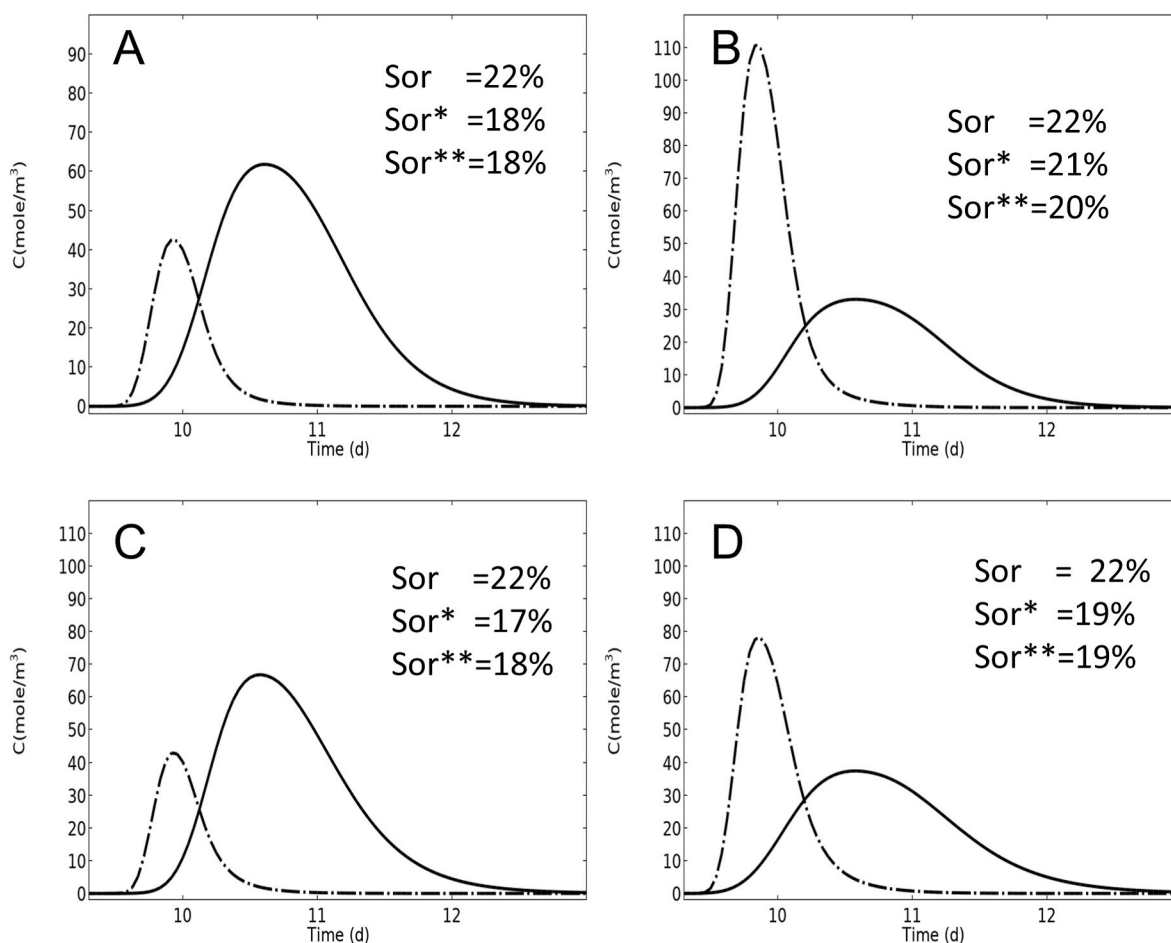 A
Sor =22%
Sor* =18%
Sor**=18%
90
80
70
60
50
40
30
20
10
0
C(mole/m³)
10 11 12
Time (d)
B
Sor =22%
Sor* =21%
Sor**=20%
110
100
90
80
70
60
50
40
30
20
10
0
C(mole/m³)
10 11 12
Time (d)
C
Sor =22%
Sor* =17%
Sor**=18%
110
100
90
80
70
60
50
40
30
20
10
0
C(mole/m³)
10 11 12
Time (d)
D
Sor = 22%
Sor* =19%
Sor**=19%
110
100
90
80
70
60
50
40
30
20
10
0
C(mole/m³)
10 11 12
Time (d)